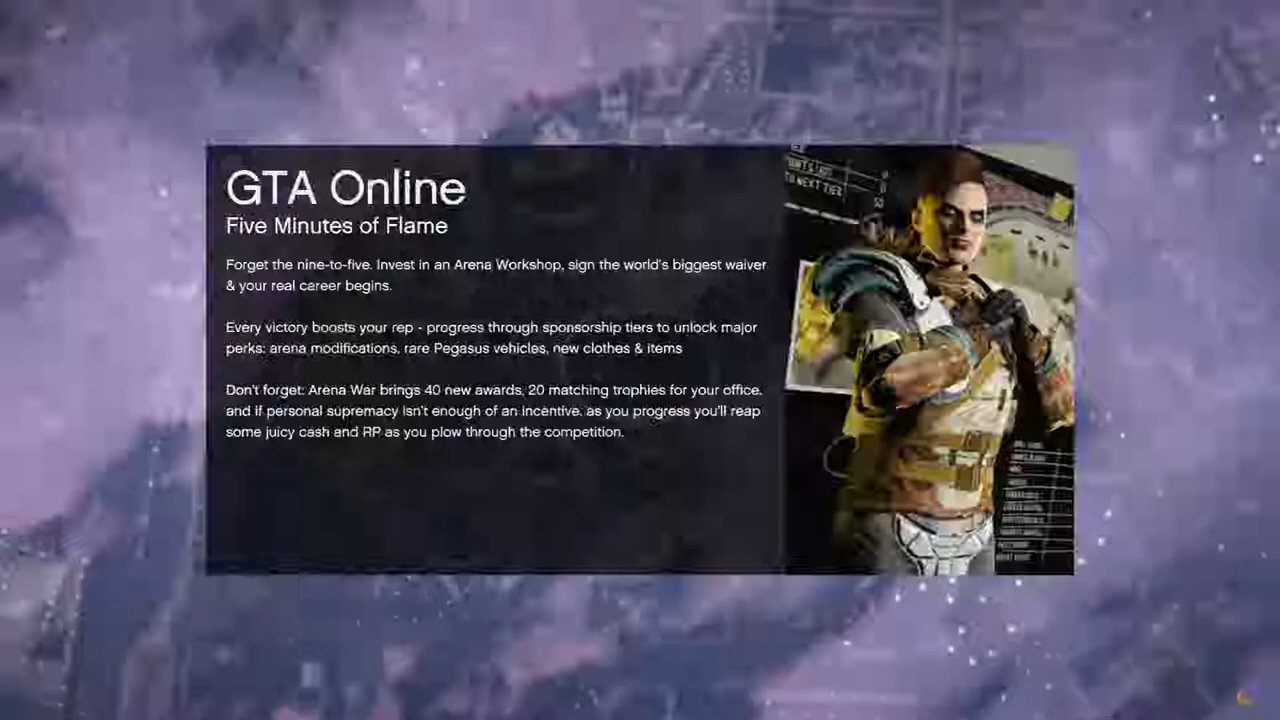 GTA Online
Five Minutes of Flame
Forget the nine-to-five. Invest in an Arena Workshop, sign the world's biggest waiver
& your real career begins.
Every victory boosts your rep - progress through sponsorship tiers to unlock major
perks: arena modifications, rare Pegasus vehicles, new clothes & items
Don't forget: Arena War brings 40 new awards, 20 matching trophies for your office,
and if personal supremacy isn't enough of an incentive, as you progress you'll reap
some juicy cash and RP as you plow through the competition.
TO NEXT TIER